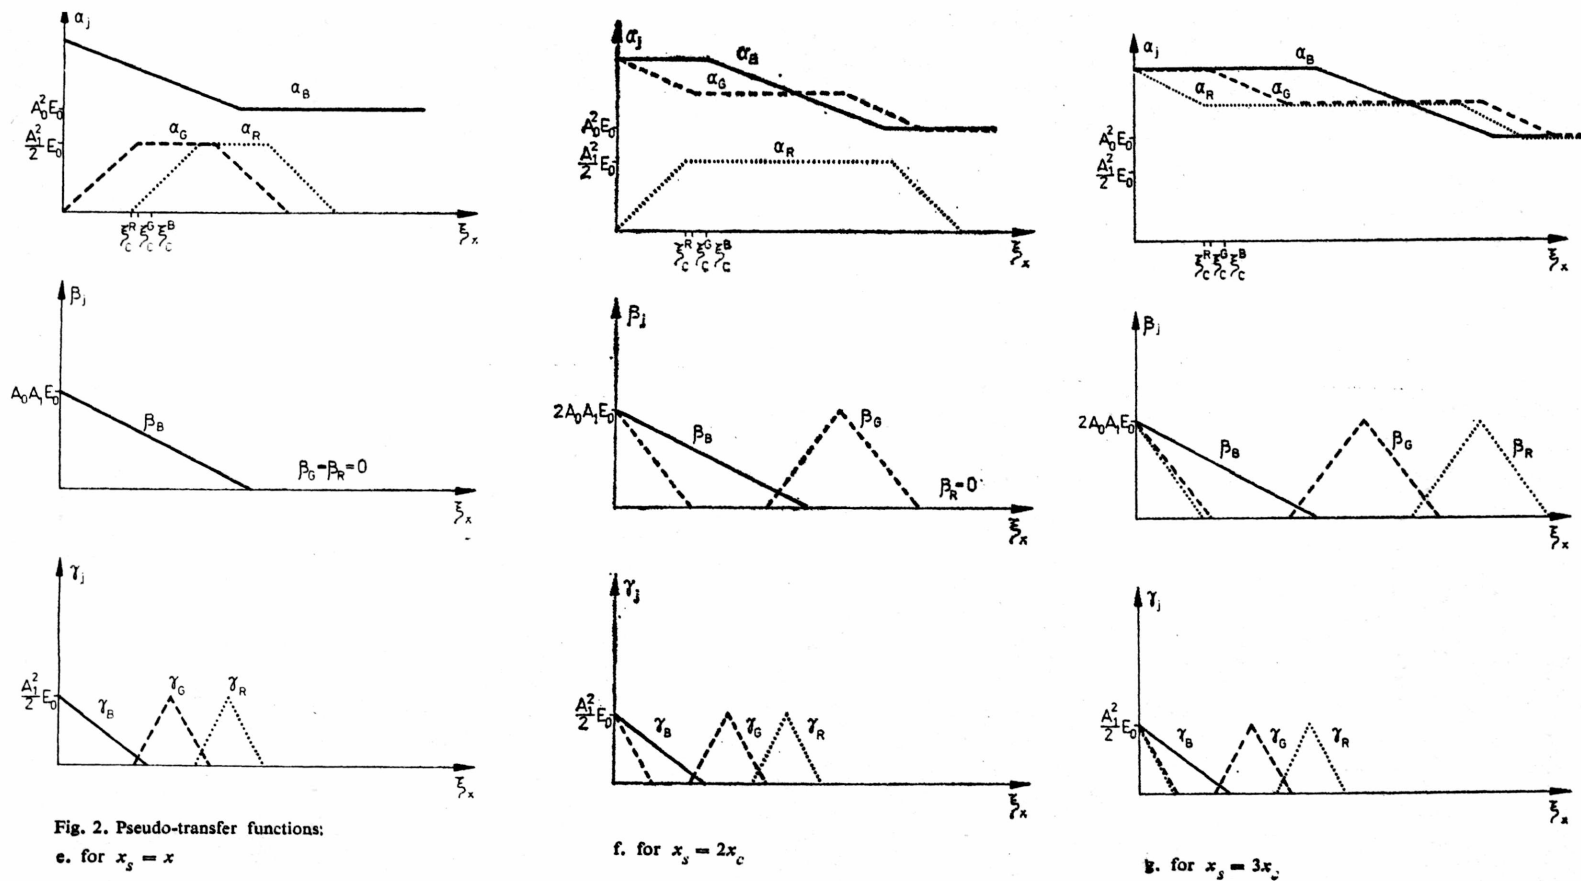 α_j
α_B
A_0^2E_0
A_1^2/2 E_0
α_G
α_R
ξ_c^R ξ_c^G ξ_c^B
ξ_x
β_j
A_0A_1E_0
β_B
β_G=β_R=0
ξ_x
γ_j
A_1^2/2 E_0
γ_B
γ_G
γ_R
ξ_x
Fig. 2. Pseudo-transfer functions:
e. for x_s = x
α_j
α_B
α_G
A_0^2E_0
A_1^2/2 E_0
α_R
ξ_c^R ξ_c^G ξ_c^B
ξ_x
β_j
2A_0A_1E_0
β_B
β_G
β_R=0
ξ_x
γ_j
A_1^2/2 E_0
γ_B
γ_G
γ_R
ξ_x
f. for x_s = 2x_c
α_j
α_B
α_R
α_G
A_0^2E_0
A_1^2/2 E_0
ξ_c^R ξ_c^G ξ_c^B
ξ_x
β_j
2A_0A_1E_0
β_B
β_G
β_R
ξ_x
γ_j
A_1^2/2 E_0
γ_B
γ_G
γ_R
ξ_x
g. for x_s = 3x_c